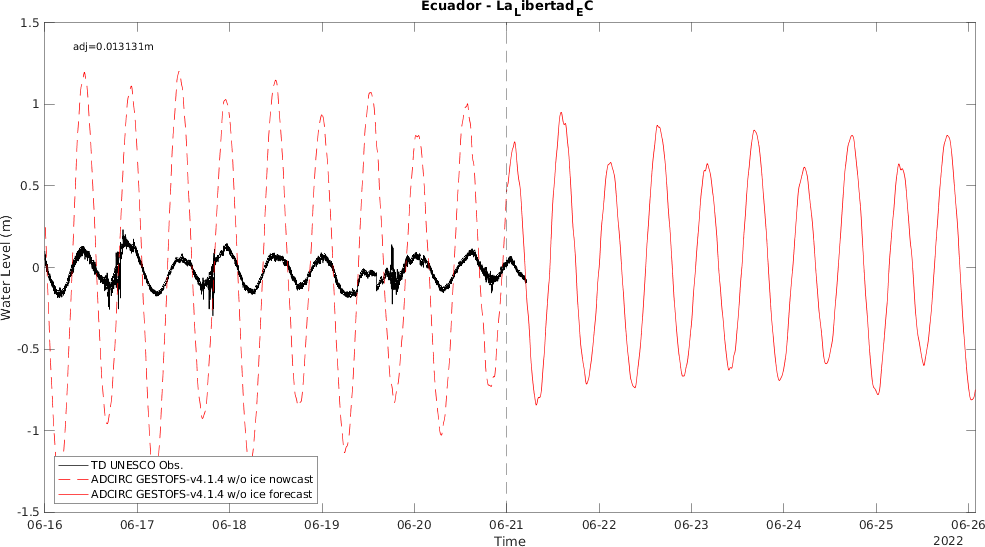 Ecuador - LaLibertadEC
adj=0.013131m
1.5
1
0.5
0
-0.5
-1
-1.5
Water Level (m)
TD UNESCO Obs.
ADCIRC GESTOFS-v4.1.4 w/o ice nowcast
ADCIRC GESTOFS-v4.1.4 w/o ice forecast
06-16 06-17 06-18 06-19 06-20 06-21 06-22 06-23 06-24 06-25 06-26
Time
2022